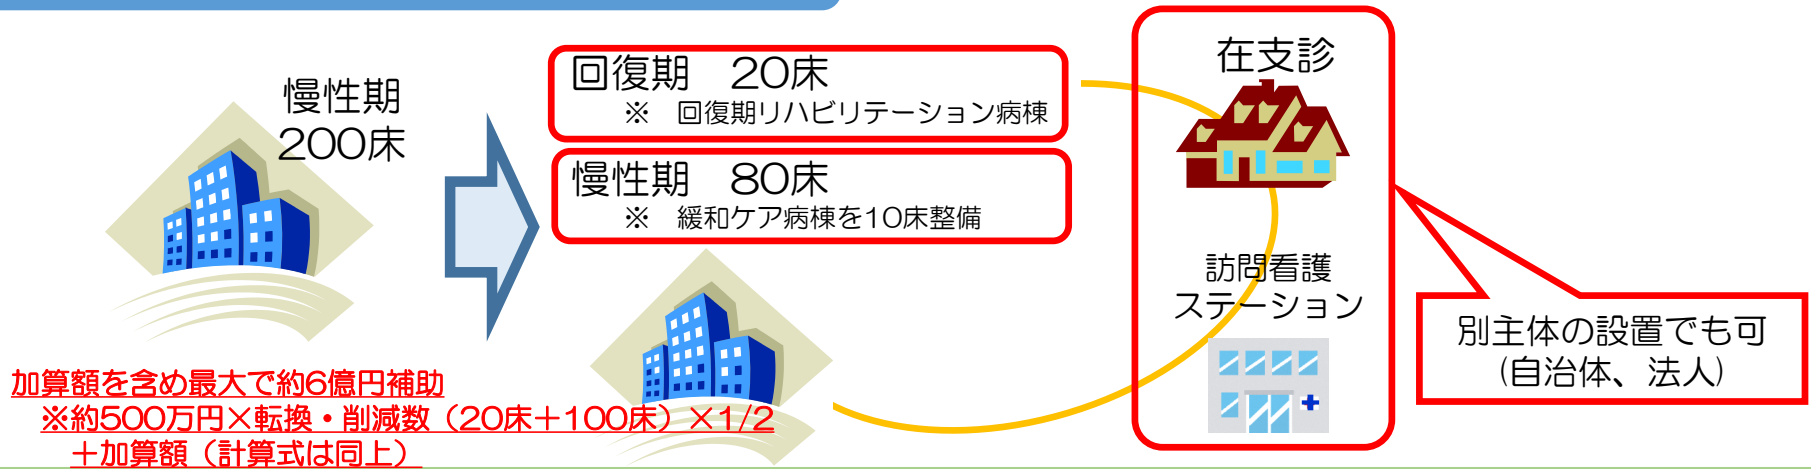 慢性期
200床
回復期　20床
※　回復期リハビリテーション病棟
慢性期　80床
※　緩和ケア病棟を10床整備
在支診
訪問看護
ステーション
別主体の設置でも可
(自治体、法人)
加算額を含め最大で約6億円補助
※約500万円×転換・削減数（20床＋100床）×1/2
＋加算額（計算式は同上）